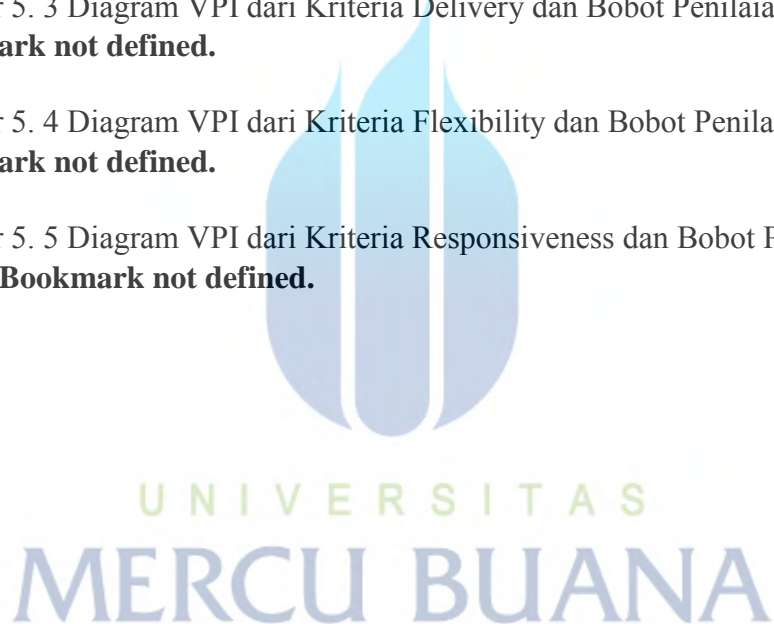 r 5. 3 Diagram VPI dari Kriteria Delivery dan Bobot Penilaia
ark not defined.
r 5. 4 Diagram VPI dari Kriteria Flexibility dan Bobot Penila
ark not defined.
r 5. 5 Diagram VPI dari Kriteria Responsiveness dan Bobot P
Bookmark not defined.
UNIVERSITAS
MERCU BUANA